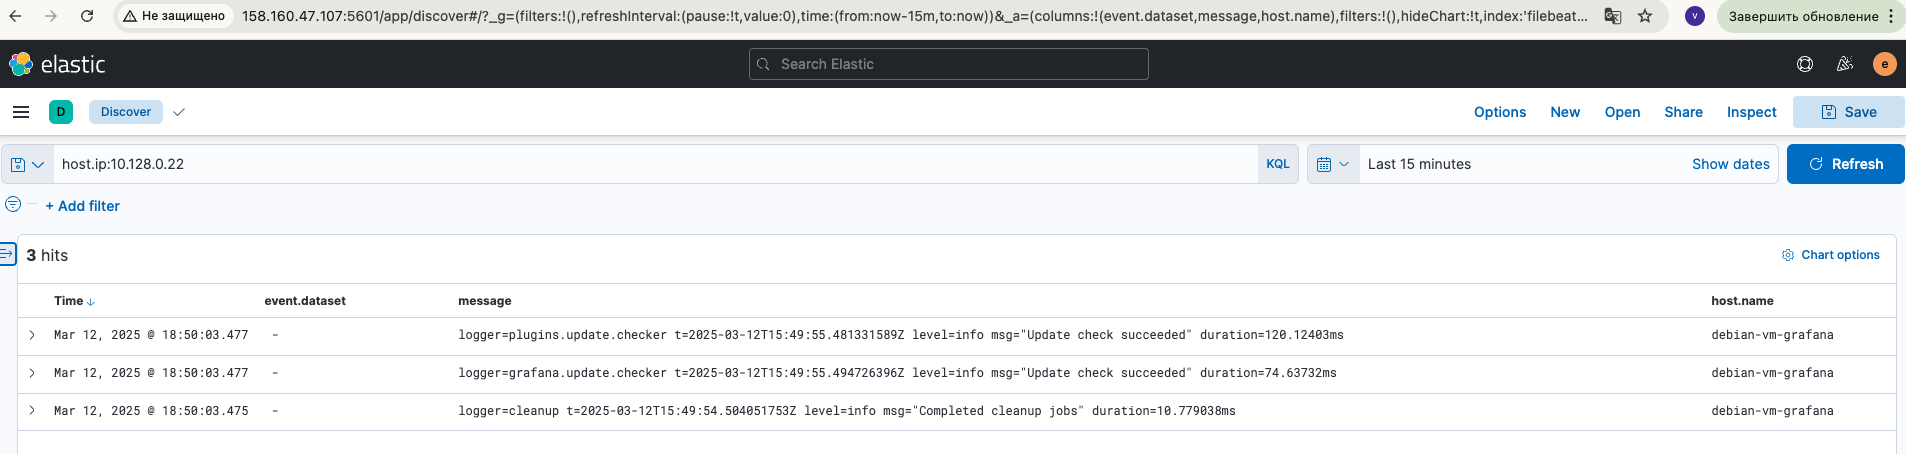 Не защищено 158.160.47.107:5601/app/discover#/?_g=(filters:!(),refreshInterval:(pause:!t,value:0),time:(from:now-15m,to:now))&_a=(columns:!(event.dataset,message,host.name),filters:!(),hideChart:!t,index:'filebeat... V Завершить обновление
elastic Search Elastic e
D Discover Options New Open Share Inspect Save
host.ip:10.128.0.22 KQL Last 15 minutes Show dates Refresh
+ Add filter
3 hits Chart options
Time event.dataset message host.name
Mar 12, 2025 @ 18:50:03.477 - logger=plugins.update.checker t=2025-03-12T15:49:55.481331589Z level=info msg="Update check succeeded" duration=120.12403ms debian-vm-grafana
Mar 12, 2025 @ 18:50:03.477 - logger=grafana.update.checker t=2025-03-12T15:49:55.494726396Z level=info msg="Update check succeeded" duration=74.63732ms debian-vm-grafana
Mar 12, 2025 @ 18:50:03.475 - logger=cleanup t=2025-03-12T15:49:54.504051753Z level=info msg="Completed cleanup jobs" duration=10.779038ms debian-vm-grafana